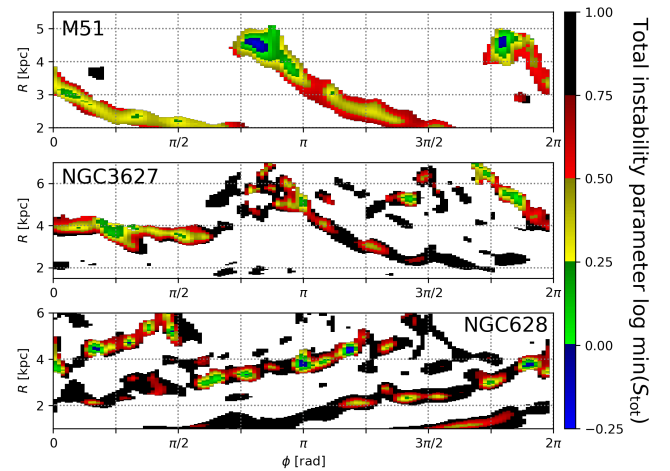 M51
R [kpc]
5
4
3
2
0
π/2
π
3π/2
2π
NGC3627
R [kpc]
6
4
2
0
π/2
π
3π/2
2π
NGC628
R [kpc]
6
4
2
0
π/2
π
3π/2
2π
ϕ [rad]
1.00
0.75
0.50
0.25
0.00
−0.25
Total instability parameter log min(S_tot)